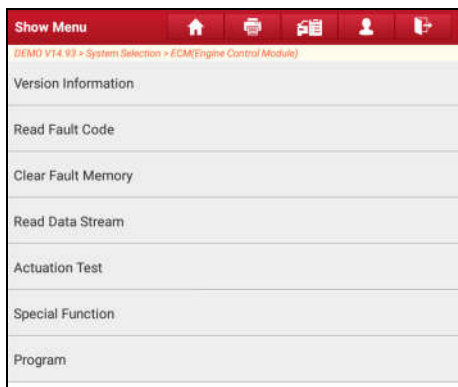 Show Menu
DEMO V14.93 > System Selection > ECM(Engine Control Module)
Version Information
Read Fault Code
Clear Fault Memory
Read Data Stream
Actuation Test
Special Function
Program